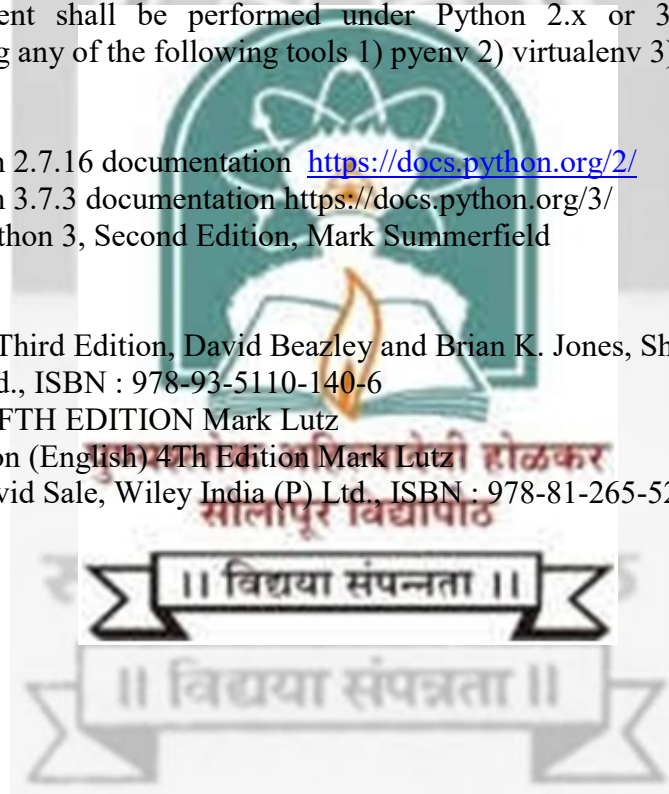 ent shall be performed under Python 2.x or 3
g any of the following tools 1) pyenv 2) virtualenv 3)
n 2.7.16 documentation https://docs.python.org/2/
n 3.7.3 documentation https://docs.python.org/3/
thon 3, Second Edition, Mark Summerfield
Third Edition, David Beazley and Brian K. Jones, Sh
d., ISBN : 978-93-5110-140-6
FTH EDITION Mark Lutz
on (English) 4Th Edition Mark Lutz
होळकर
vid Sale, Wiley India (P) Ltd., ISBN : 978-81-265-52
सोलापूर विद्यापीठ
।। विद्यया संपन्नता ।।
।। विद्यया संपन्नता ।।